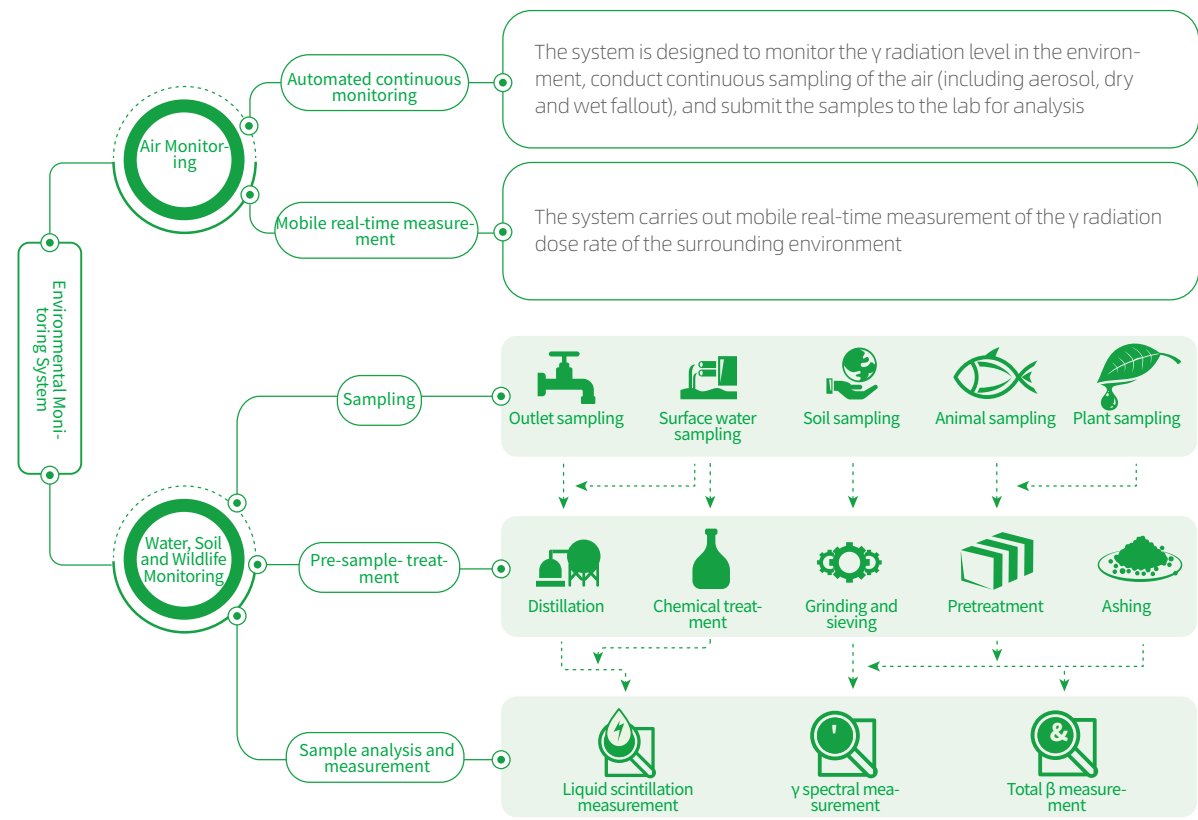 The system is designed to monitor the γ radiation level in the environ-
ment, conduct continuous sampling of the air (including aerosol, dry
and wet fallout), and submit the samples to the lab for analysis
Automated continuous
monitoring
Air Monitor-
ing
Mobile real-time measure-
ment
The system carries out mobile real-time measurement of the γ radiation
dose rate of the surrounding environment
Environmental Moni-
toring System
Sampling
Outlet sampling
Surface water
sampling
Soil sampling
Animal sampling
Plant sampling
Water, Soil
and Wildlife
Monitoring
Pre-sample- treat-
ment
Distillation
Chemical treat-
ment
Grinding and
sieving
Pretreatment
Ashing
Sample analysis and
measurement
'
&
Liquid scintillation
measurement
γ spectral mea-
surement
Total β measure-
ment